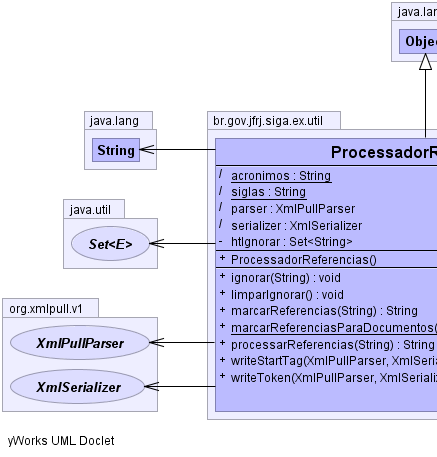 java.lan
Objec
java.lang
String
br.gov.jfrj.siga.ex.util
ProcessadorR
/ acronimos : String
/ siglas : String
/ parser : XmlPullParser
/ serializer : XmlSerializer
- htIgnorar : Set<String>
+ ProcessadorReferencias()
+ ignorar(String) : void
+ limparIgnorar() : void
+ marcarReferencias(String) : String
+ marcarReferenciasParaDocumentos(
+ processarReferencias(String) : String
+ writeStartTag(XmlPullParser, XmlSeria
+ writeToken(XmlPullParser, XmlSerializ
java.util
Set<E>
org.xmlpull.v1
XmlPullParser
XmlSerializer
yWorks UML Doclet